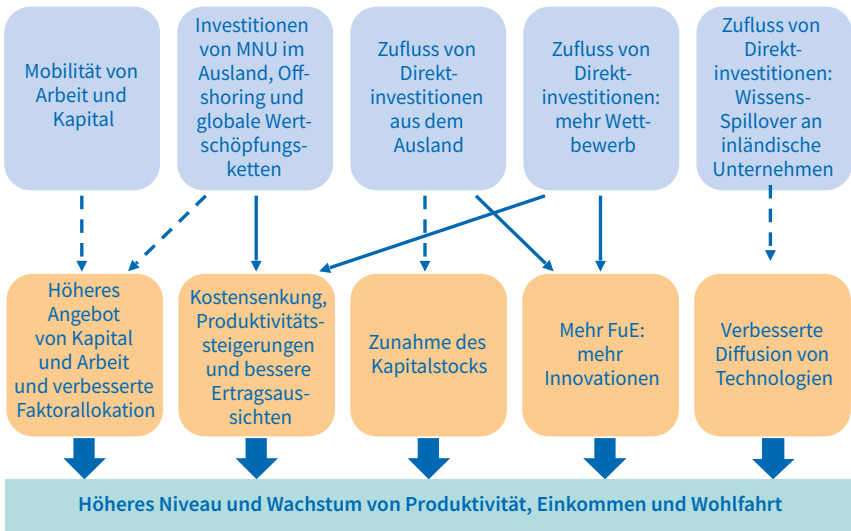 Mobilität von
Arbeit und
Kapital
Investitionen
von MNU im
Ausland, Off-
shoring und
globale Wert-
schöpfungs-
ketten
Zufluss von
Direkt-
investitionen
aus dem
Ausland
Zufluss von
Direkt-
investitionen:
mehr Wett-
bewerb
Zufluss von
Direkt-
investitionen:
Wissens-
Spillover an
inländische
Unternehmen
Höheres
Angebot
von Kapital
und Arbeit
und verbesserte
Faktorallokation
Kostensenkung,
Produktivitäts-
steigerungen
und bessere
Ertragsaus-
sichten
Zunahme des
Kapitalstocks
Mehr FuE:
mehr
Innovationen
Verbesserte
Diffusion von
Technologien
Höheres Niveau und Wachstum von Produktivität, Einkommen und Wohlfahrt